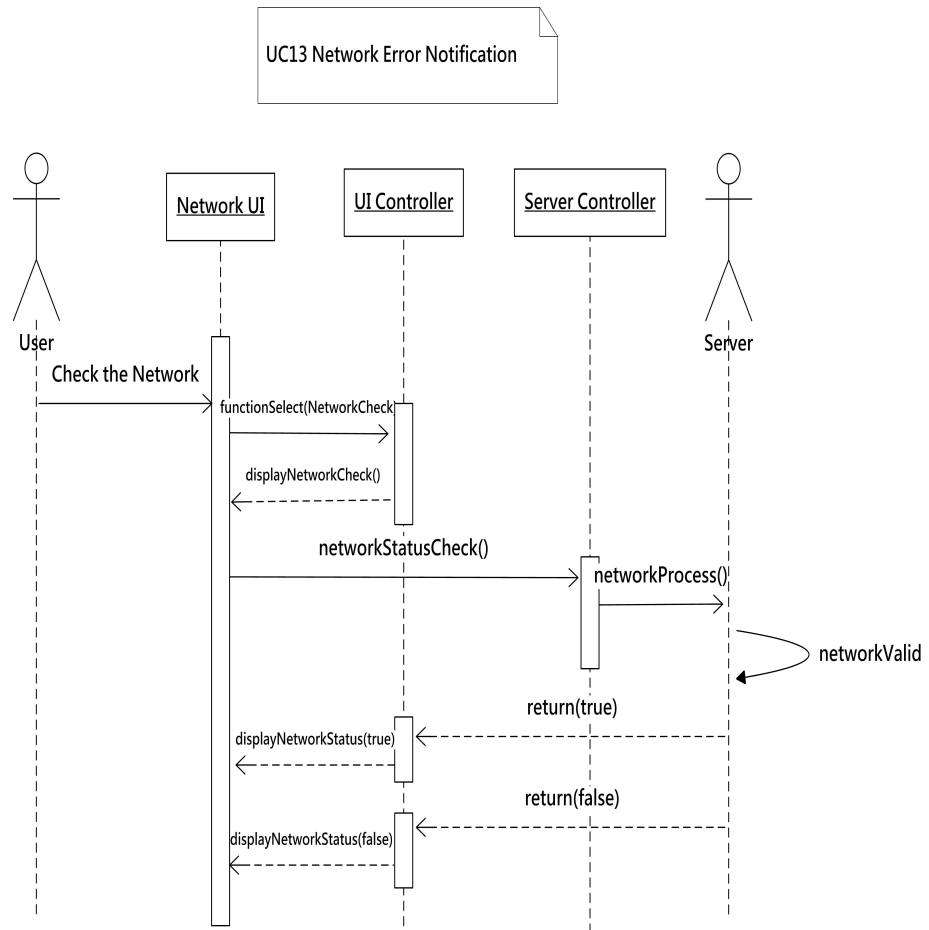 UC13 Network Error Notification
Network UI
UI Controller
Server Controller
User
Server
Check the Network
functionSelect(NetworkCheck)
displayNetworkCheck()
networkStatusCheck()
networkProcess()
networkValid
return(true)
displayNetworkStatus(true)
return(false)
displayNetworkStatus(false)